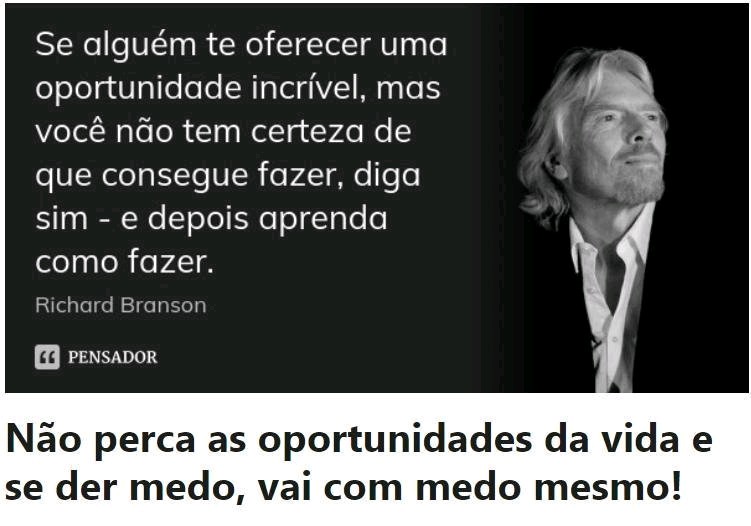 Se alguém te oferecer uma
oportunidade incrível, mas
você não tem certeza de
que consegue fazer, diga
sim - e depois aprenda
como fazer.
Richard Branson
PENSADOR
Não perca as oportunidades da vida e
se der medo, vai com medo mesmo!